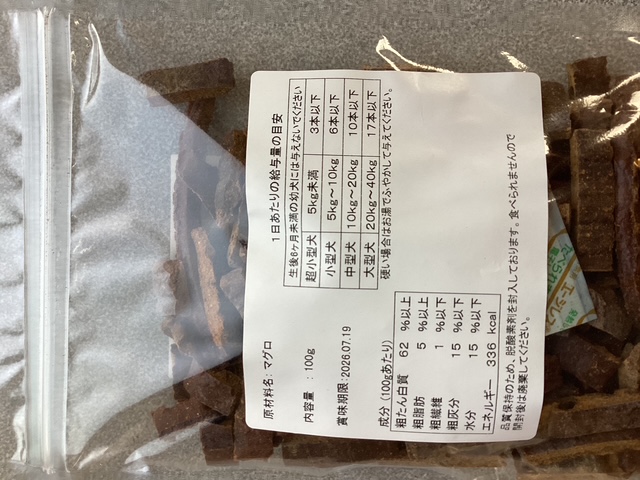 原材料名: マグロ
内容量 : 100g
賞味期限: 2026.07.19
1日あたりの給与量の目安
生後6ヶ月未満の幼犬には与えないでください
超小型犬 5kg未満 3本以下
小型犬 5kg～10kg 6本以下
中型犬 10kg～20kg 10本以下
大型犬 20kg～40kg 17本以下
硬い場合はお湯でふやかして与えてください。
成分 (100gあたり)
粗たん白質 62 %以上
粗脂肪 5 %以上
粗繊維 1 %以下
粗灰分 15 %以下
水分 15 %以下
エネルギー 336 kcal
品質保持のため、脱酸素剤を封入しております。食べられませんので
開封後は廃棄してください。